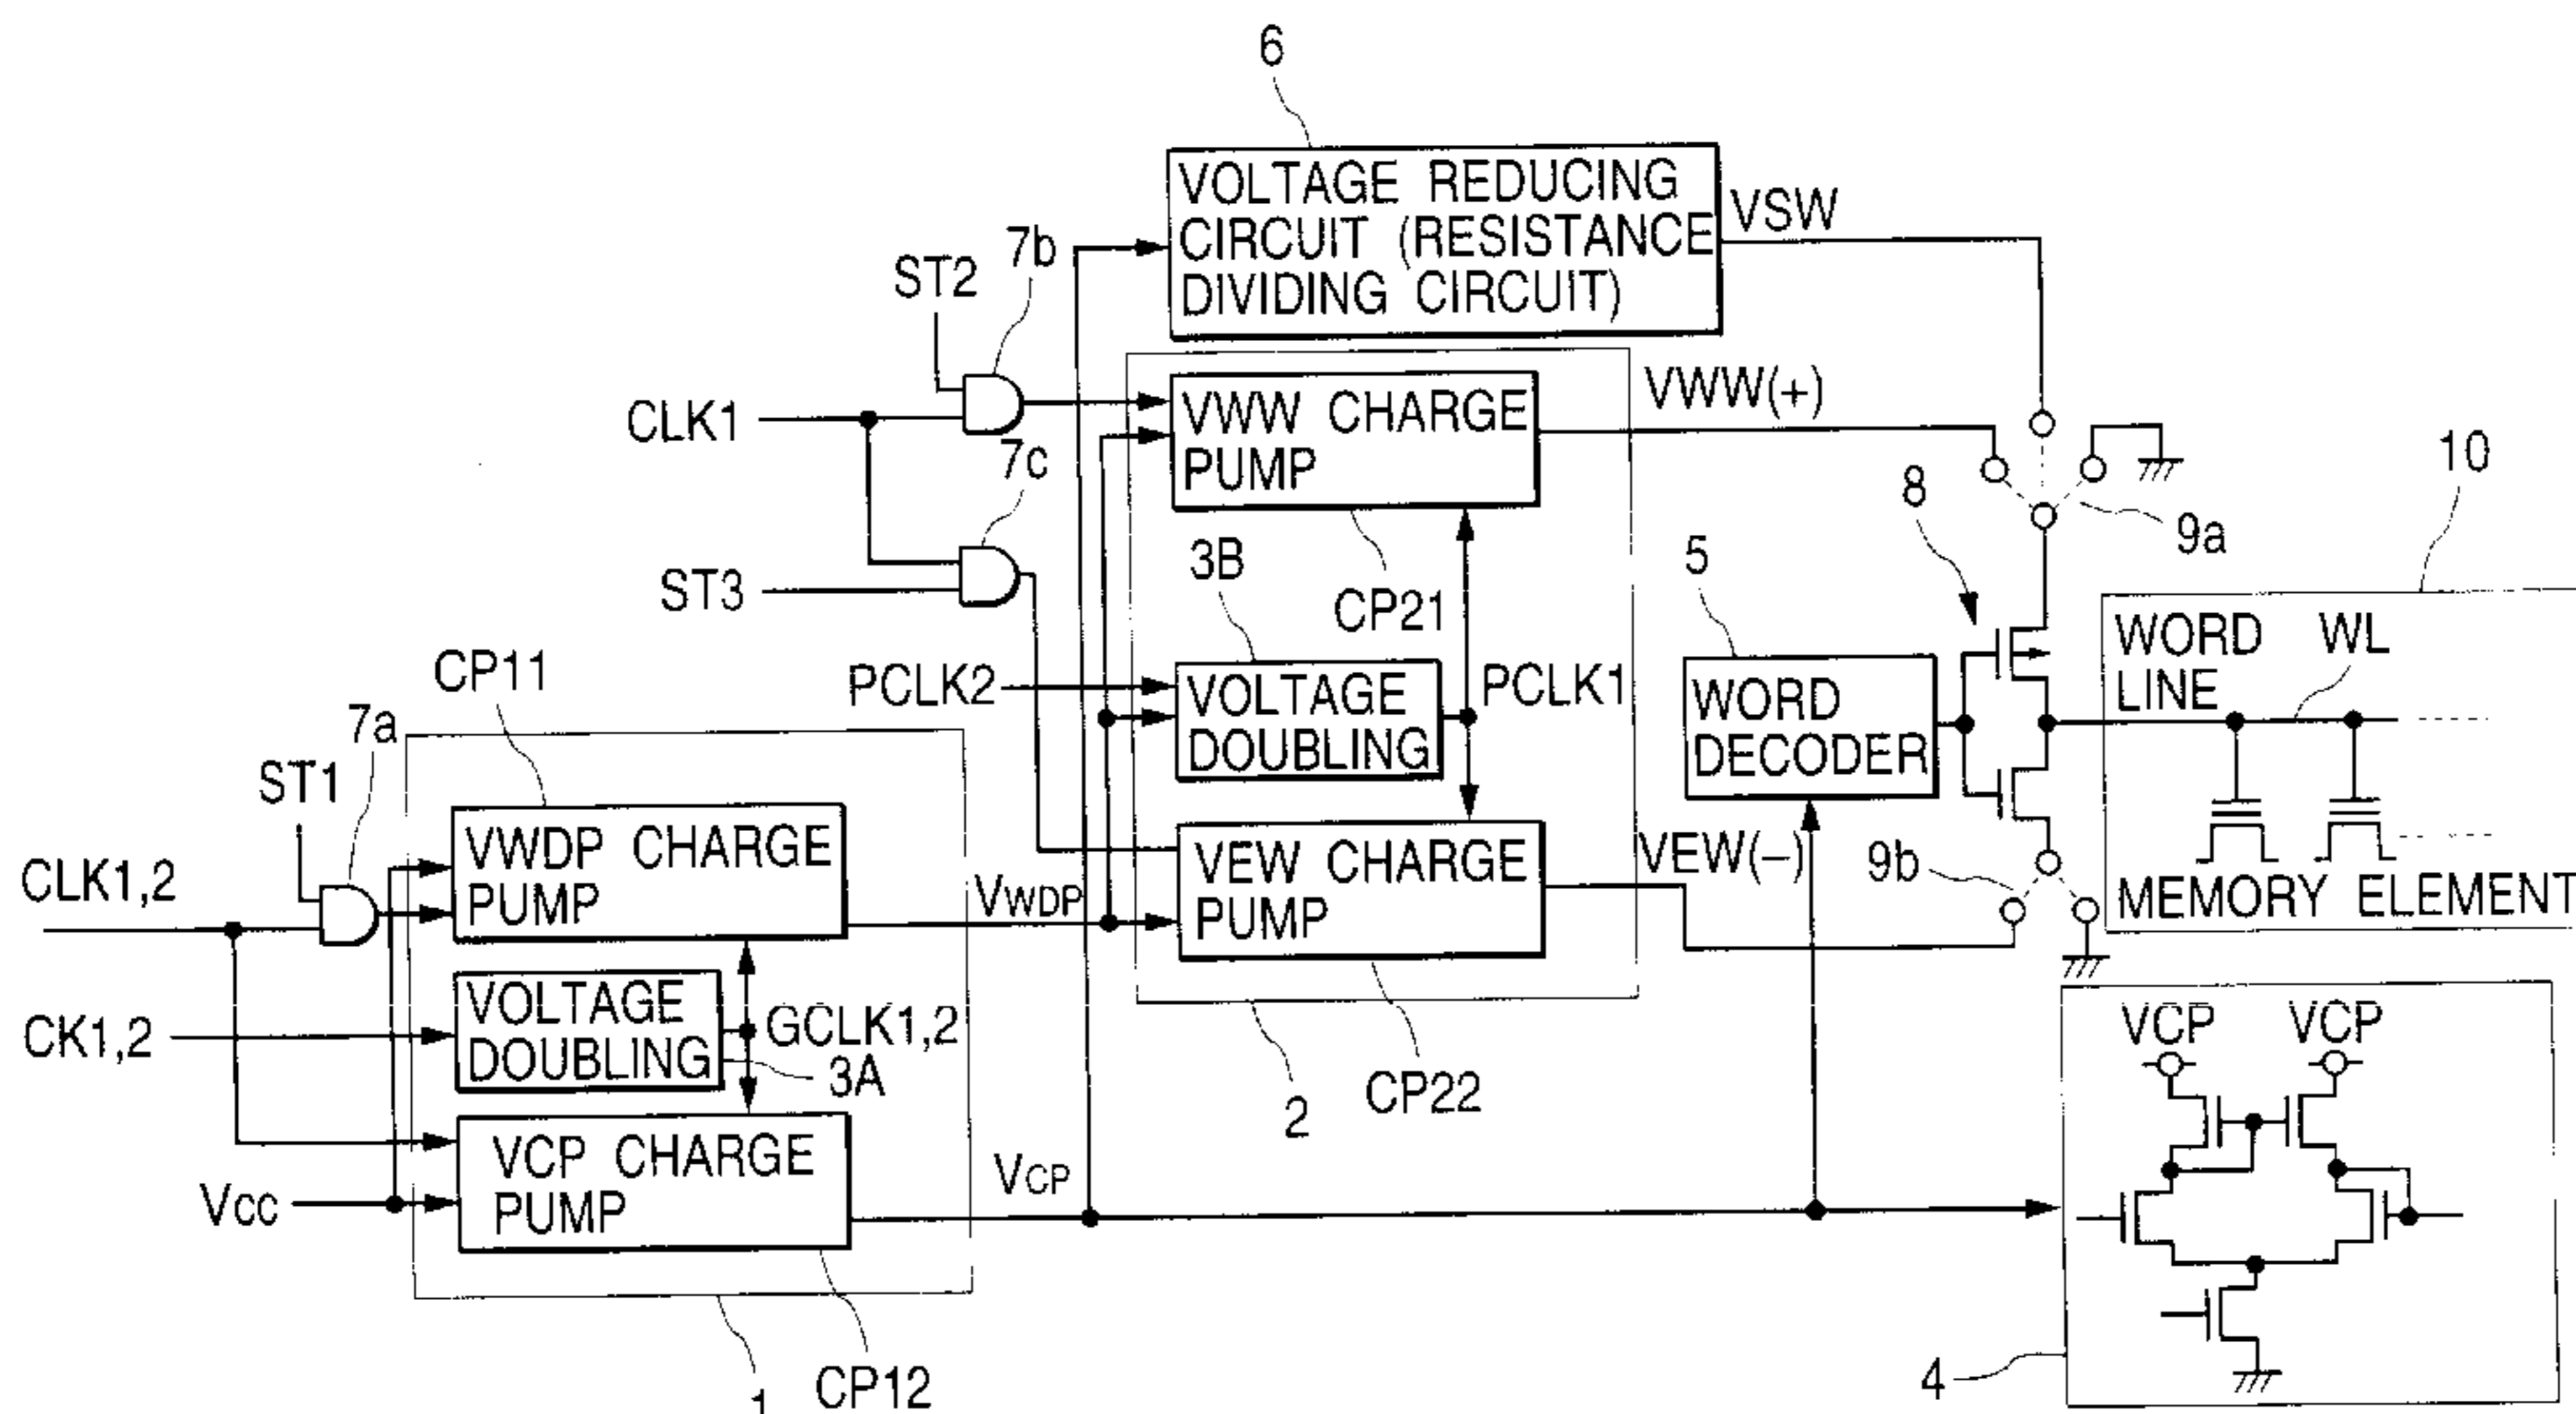 6
VOLTAGE REDUCING
CIRCUIT (RESISTANCE
DIVIDING CIRCUIT)
VSW
ST2
7b
CLK1
7c
ST3
VWW CHARGE
PUMP
VWW(+)
CP21
3B
PCLK2
VOLTAGE
DOUBLING
PCLK1
8
9a
10
5
WORD
DECODER
WORD
LINE
WL
MEMORY ELEMENT
9b
CP11
7a
ST1
CLK1,2
VWDP CHARGE
PUMP
VWDP
VEW CHARGE
PUMP
VEW(−)
CK1,2
VOLTAGE
DOUBLING
GCLK1,2
3A
CP22
2
Vcc
VCP CHARGE
PUMP
VCP
CP12
1
VCP VCP
4